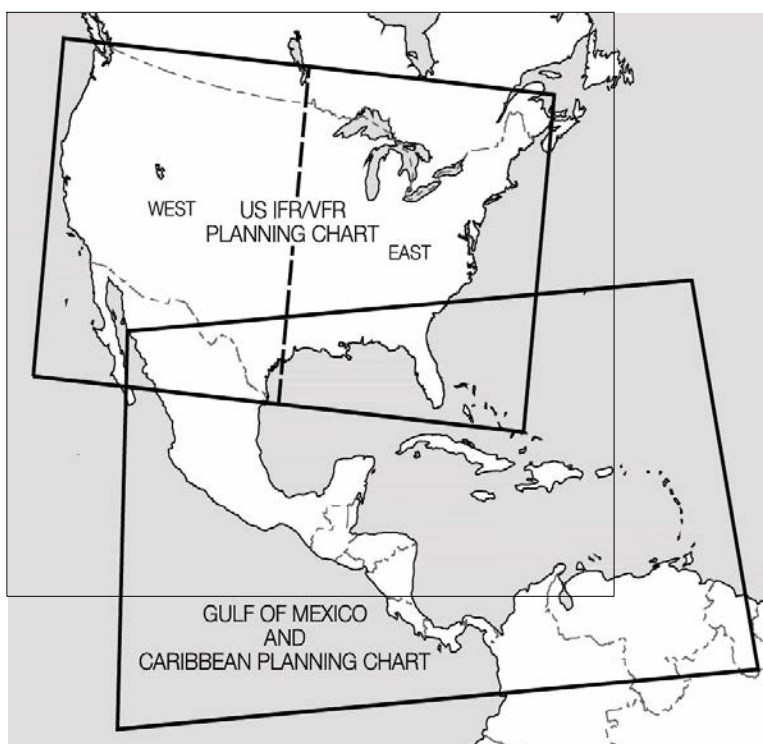 WEST
US IFR/VFR
PLANNING CHART
EAST
GULF OF MEXICO
AND
CARIBBEAN PLANNING CHART